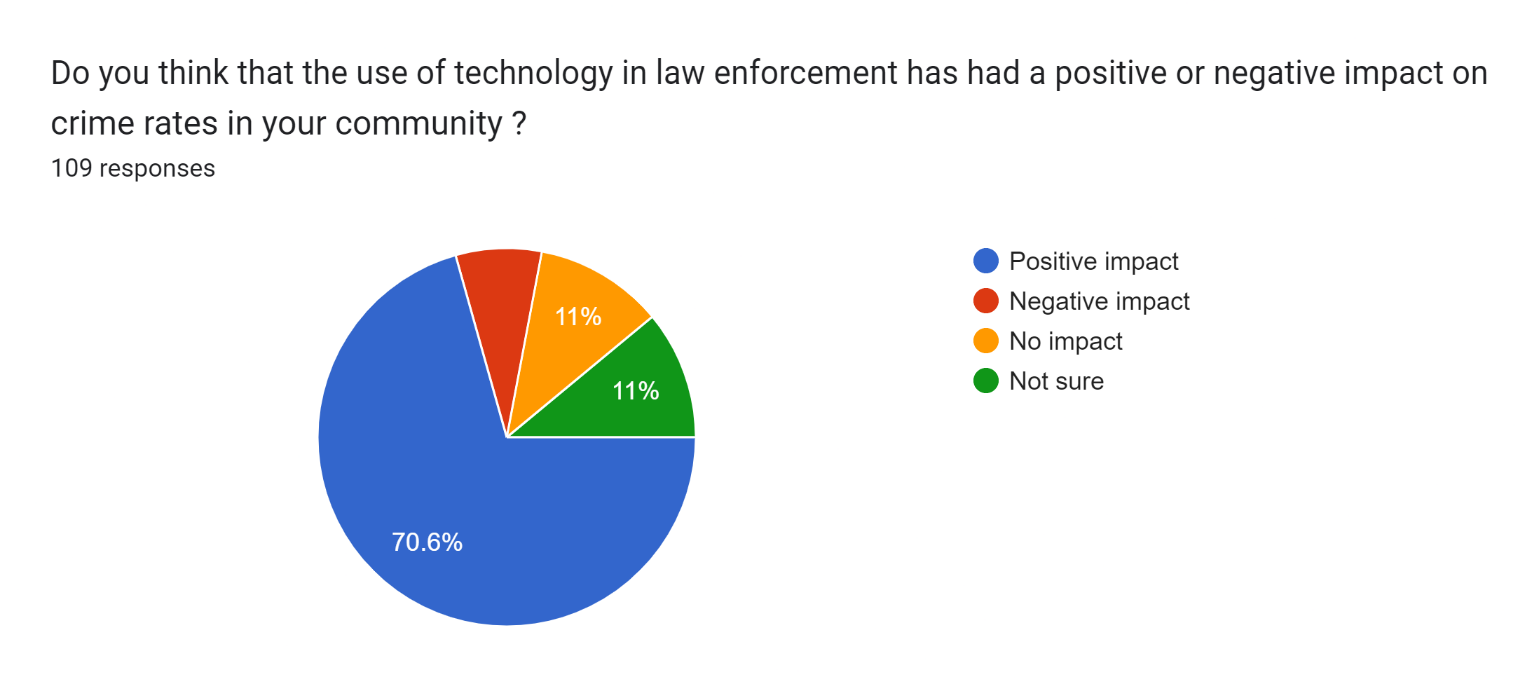 Do you think that the use of technology in law enforcement has had a positive or negative impact on
crime rates in your community ?
109 responses
Positive impact
Negative impact
No impact
Not sure
11%
11%
70.6%